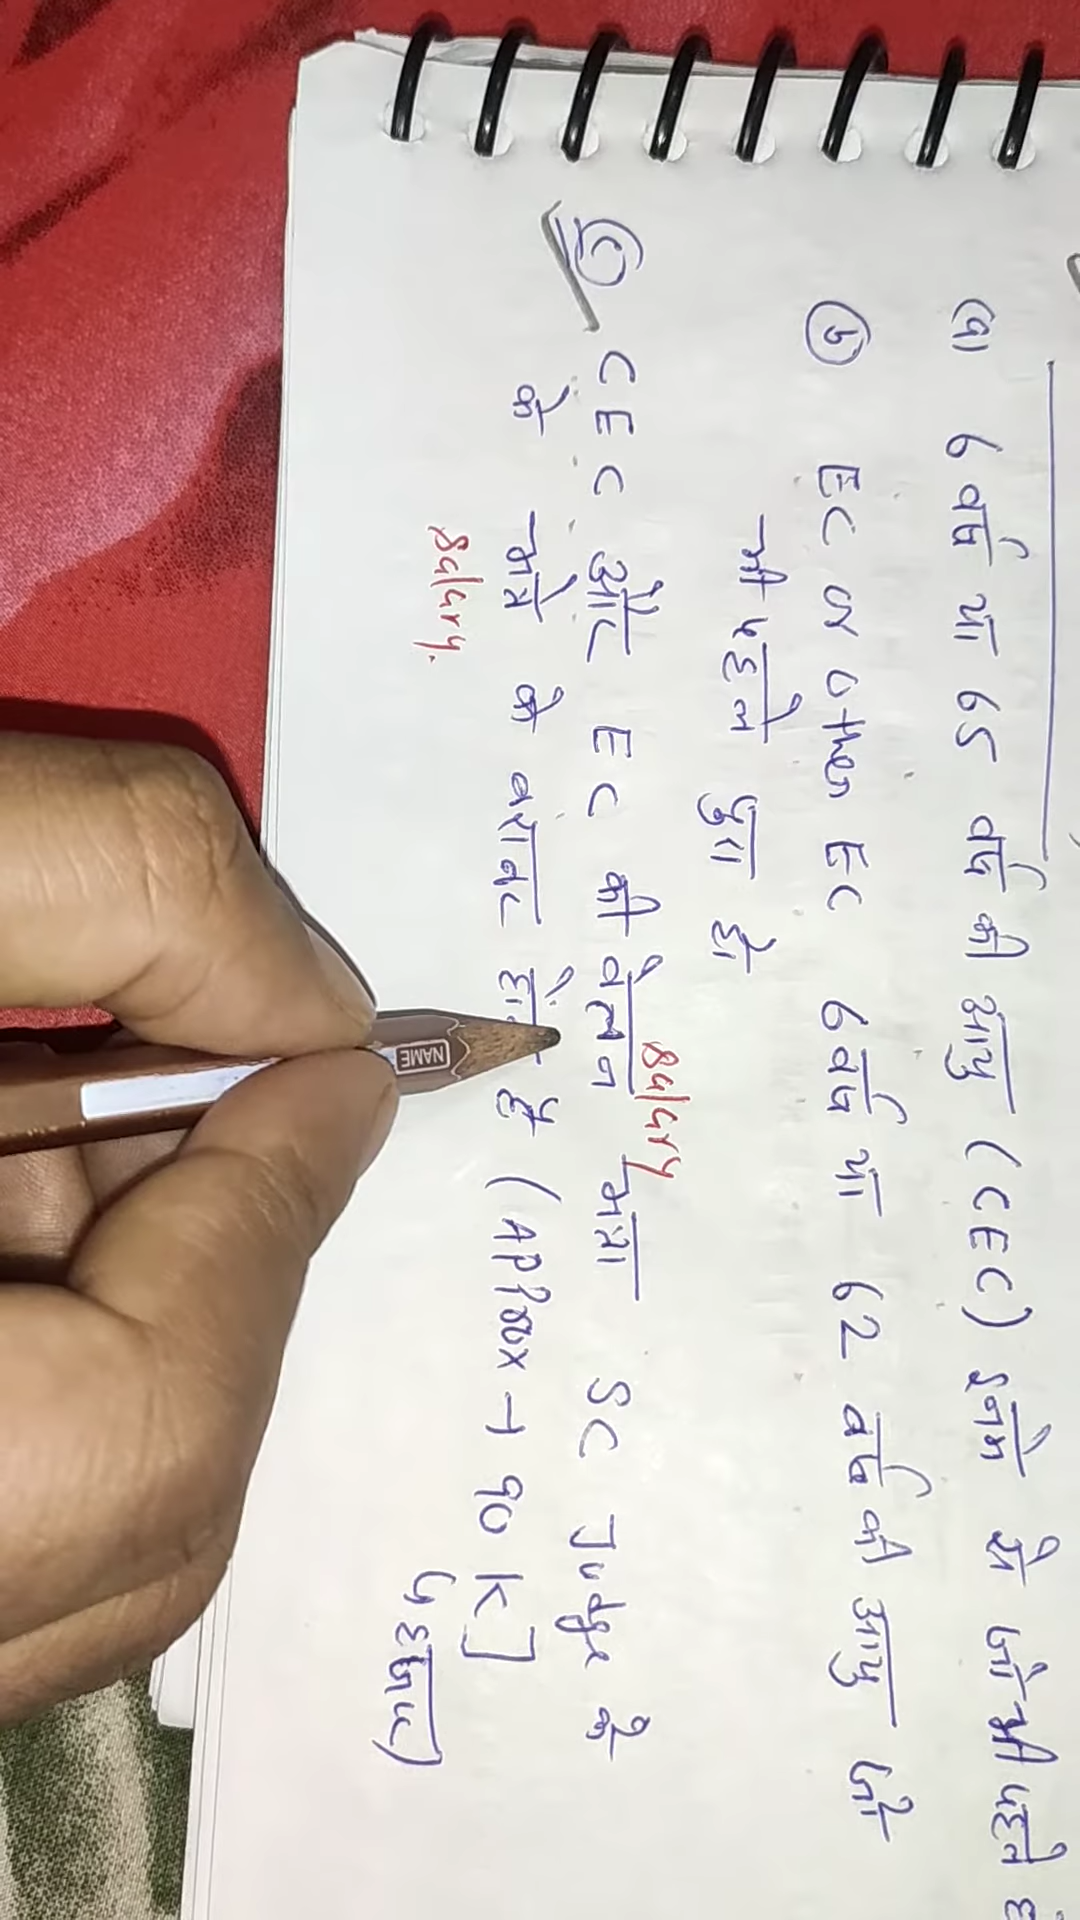 (a) 6 वर्ष या 65 वर्ष की आयु (CEC) इनमे से जो भी पहले
(b) EC or other EC 6 वर्ष या 62 वर्ष की आयु जो
भी पहले पुरा हो
salary
(c) CEC और EC की वेतन भत्ता SC Judge के
के भत्ते के बराबर है (APProx → 90 K]
salary.
NAME